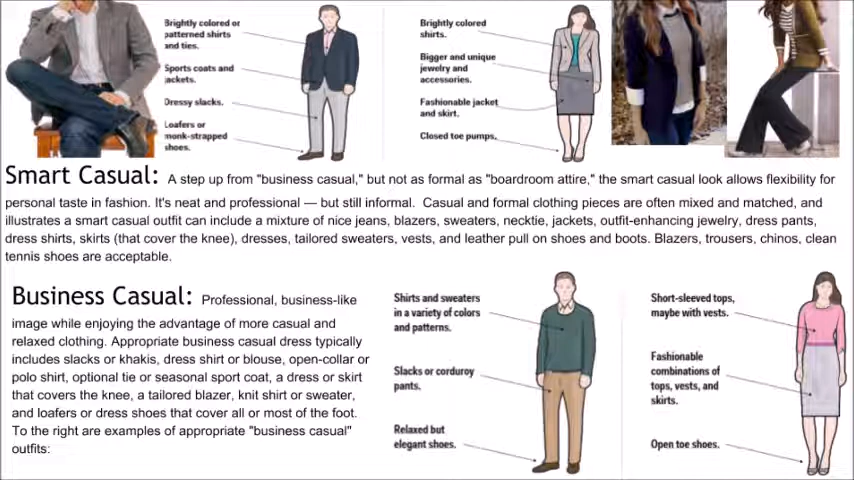 Brightly colored or
patterned shirts
and ties.
Sports coats and
jackets.
Dressy slacks.
Loafers or
monk-strapped
shoes.
Brightly colored
shirts.
Bigger and unique
jewelry and
accessories.
Fashionable jacket
and skirt.
Closed toe pumps.
Smart Casual: A step up from "business casual," but not as formal as "boardroom attire," the smart casual look allows flexibility for
personal taste in fashion. It's neat and professional — but still informal.  Casual and formal clothing pieces are often mixed and matched, and
illustrates a smart casual outfit can include a mixture of nice jeans, blazers, sweaters, necktie, jackets, outfit-enhancing jewelry, dress pants,
dress shirts, skirts (that cover the knee), dresses, tailored sweaters, vests, and leather pull on shoes and boots. Blazers, trousers, chinos, clean
tennis shoes are acceptable.
Business Casual: Professional, business-like
image while enjoying the advantage of more casual and
relaxed clothing. Appropriate business casual dress typically
includes slacks or khakis, dress shirt or blouse, open-collar or
polo shirt, optional tie or seasonal sport coat, a dress or skirt
that covers the knee, a tailored blazer, knit shirt or sweater,
and loafers or dress shoes that cover all or most of the foot.
To the right are examples of appropriate "business casual"
outfits:
Shirts and sweaters
in a variety of colors
and patterns.
Slacks or corduroy
pants.
Relaxed but
elegant shoes.
Short-sleeved tops,
maybe with vests.
Fashionable
combinations of
tops, vests, and
skirts.
Open toe shoes.